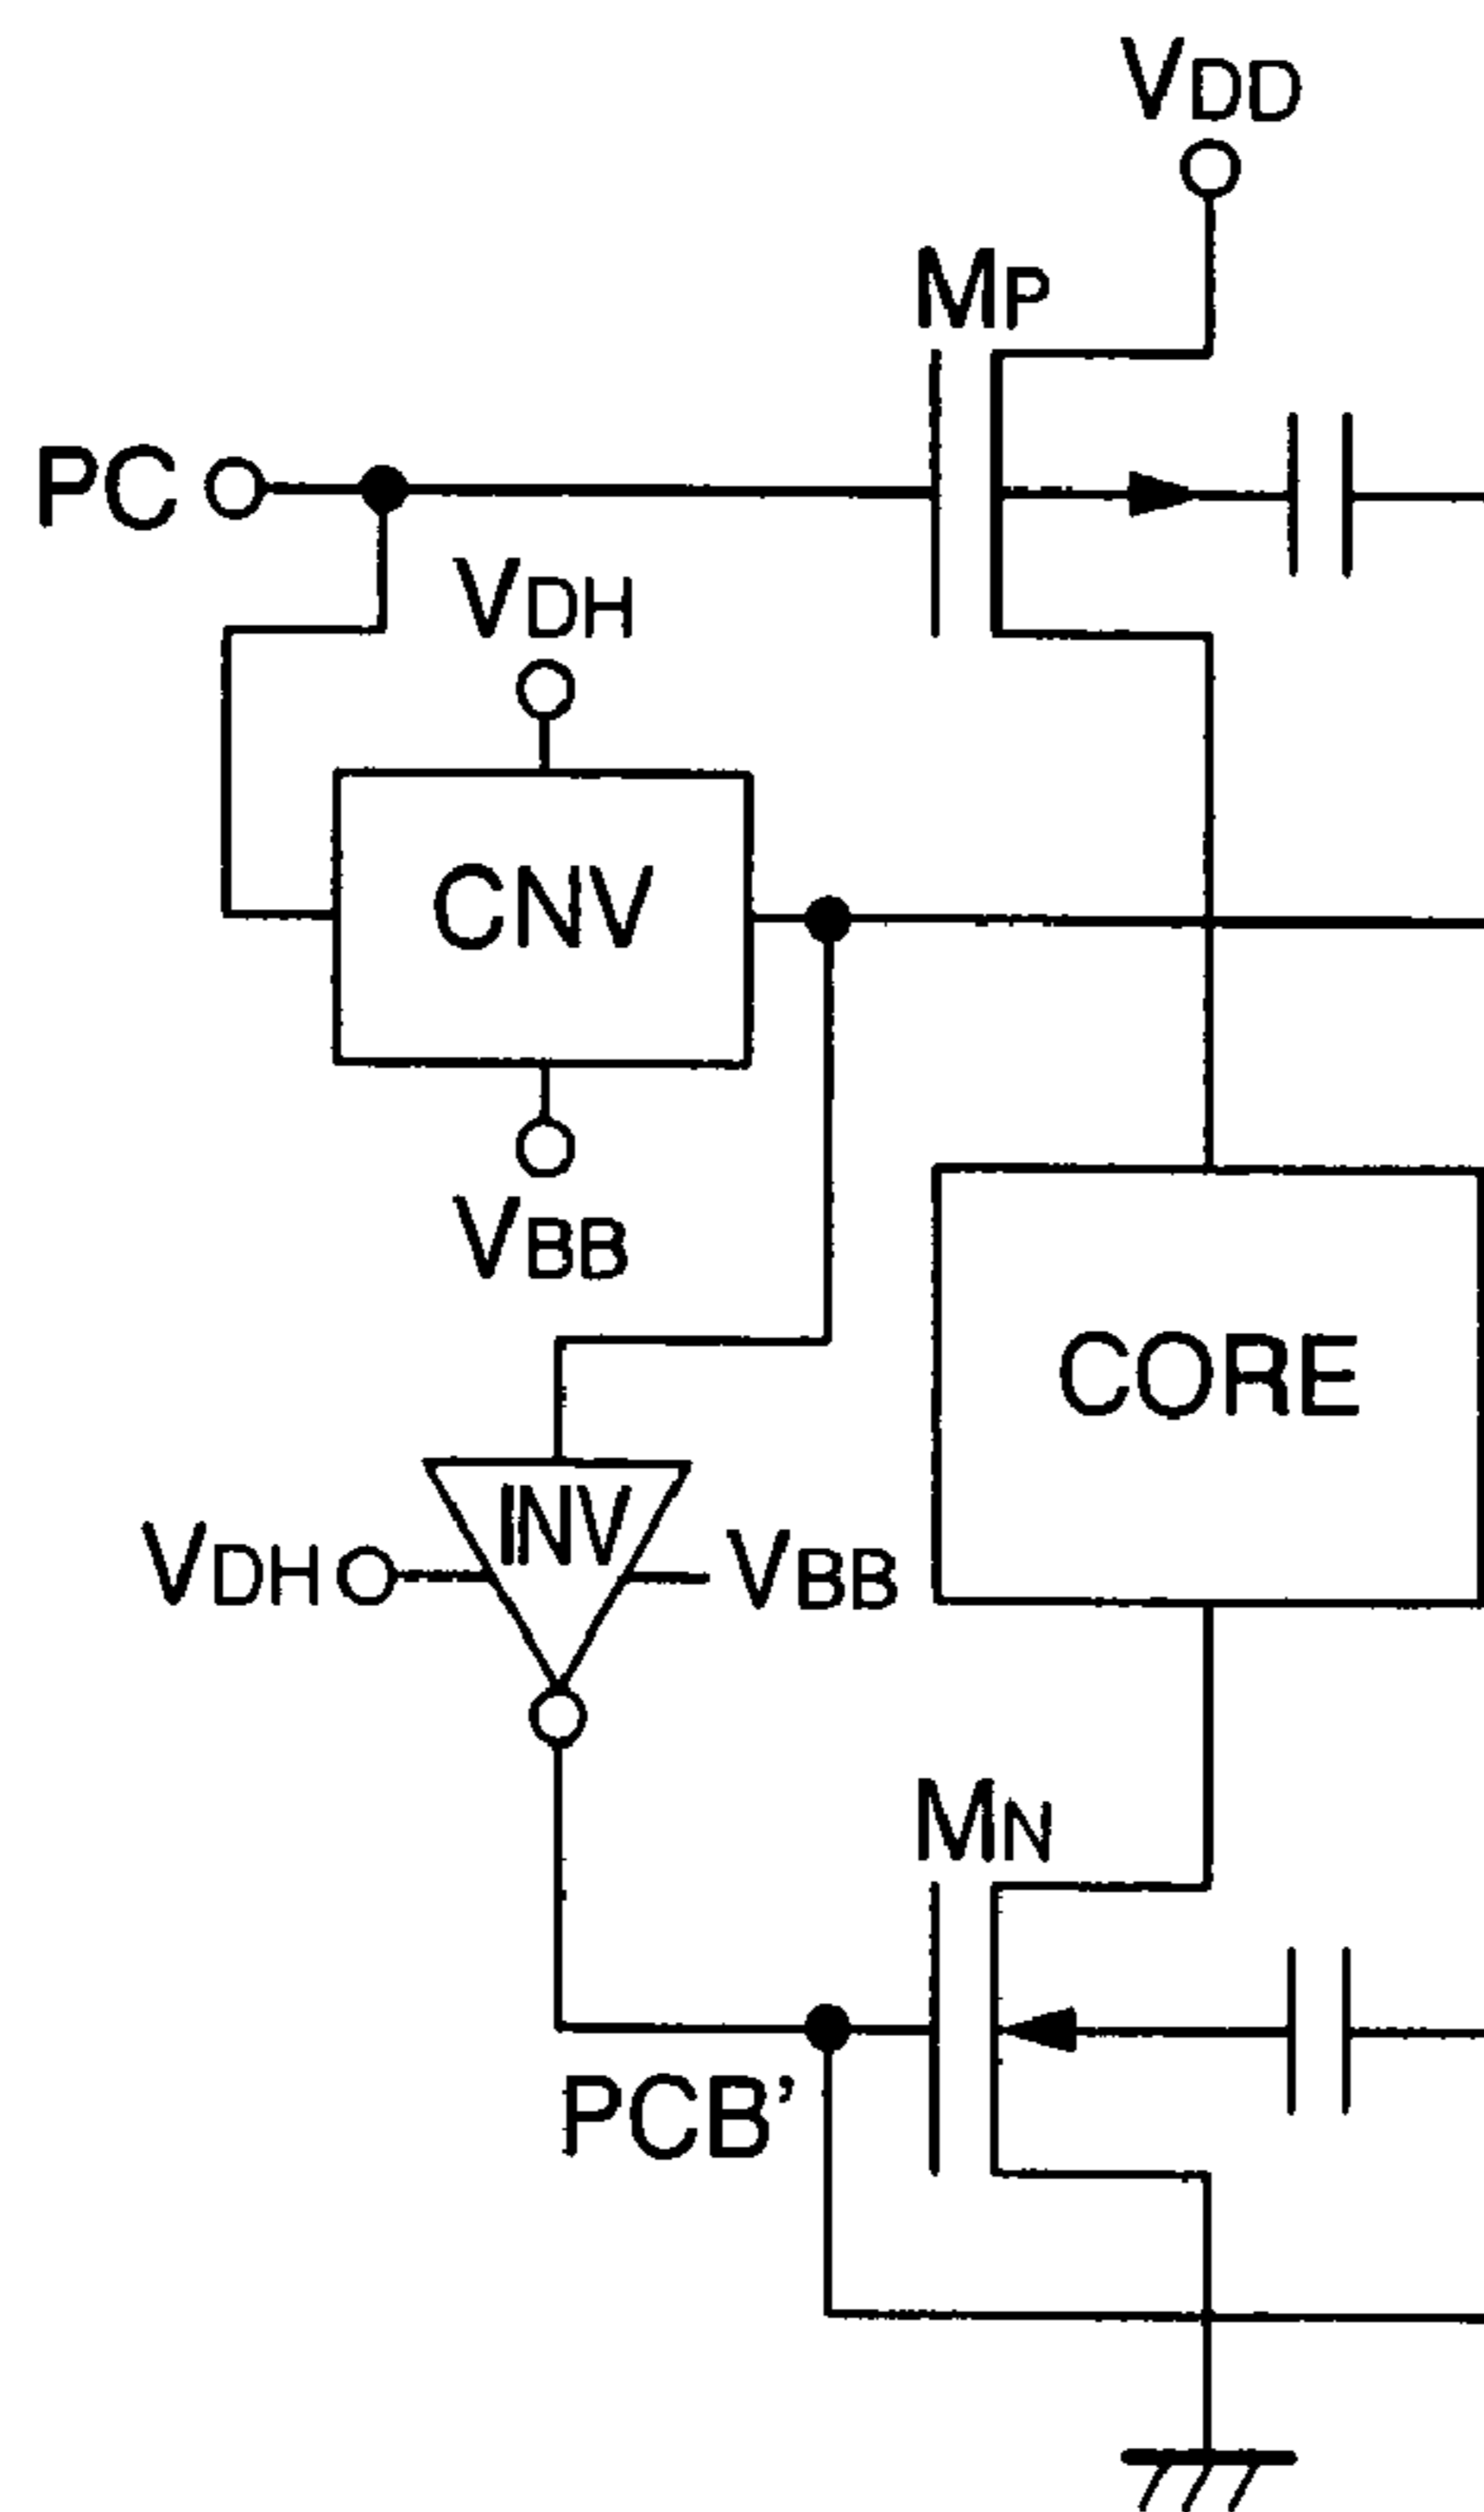 VDD
MP
PC
VDH
CNV
VBB
CORE
INV
VDH
VBB
MN
PCB'